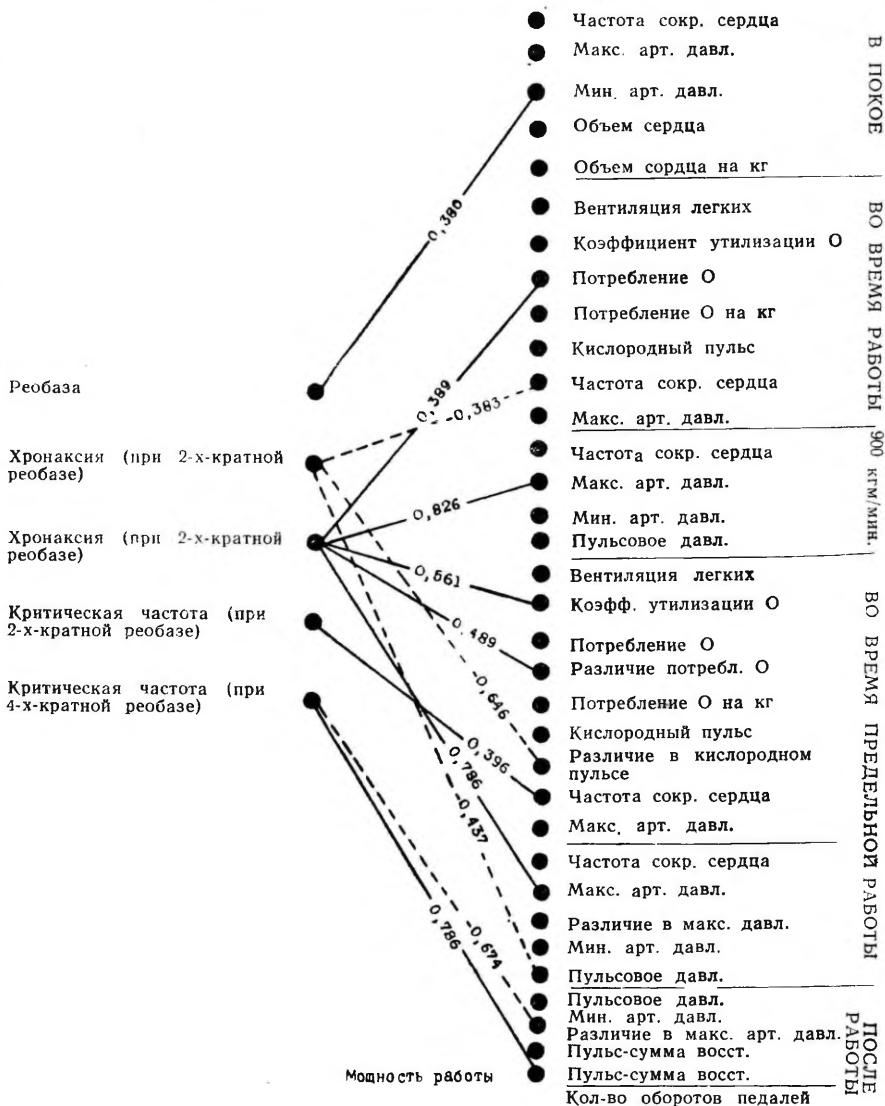 Частота сокр. сердца
Макс. арт. давл.
Мин. арт. давл.
Объем сердца
Объем сордца на кг
В ПОКОЕ
Вентиляция легких
Коэффициент утилизации О
Потребление О
Потребление О на кг
Кислородный пульс
Частота сокр. сердца
Макс. арт. давл.
Частота сокр. сердца
Макс. арт. давл.
Мин. арт. давл.
Пульсовое давл.
ВО ВРЕМЯ РАБОТЫ 900 кгм/мин.
Вентиляция легких
Коэфф. утилизации О
Потребление О
Различие потребл. О
Потребление О на кг
Кислородный пульс
Различие в кислородном
пульсе
Частота сокр. сердца
Макс. арт. давл.
Частота сокр. сердца
Макс. арт. давл.
Различие в макс. давл.
Мин. арт. давл.
Пульсовое давл.
ВО ВРЕМЯ ПРЕДЕЛЬНОЙ РАБОТЫ
Пульсовое давл.
Мин. арт. давл.
Различие в макс. арт. давл.
Пульс-сумма восст.
Пульс-сумма восст.
Кол-во оборотов педалей
ПОСЛЕ
РАБОТЫ
Реобаза
Хронаксия (при 2-х-кратной
реобазе)
Хронаксия (при 2-х-кратной
реобазе)
Критическая частота (при
2-х-кратной реобазе)
Критическая частота (при
4-х-кратной реобазе)
Мощность работы
0,380
0,389
-0,383
0,826
0,561
0,489
-0,646
0,396
0,786
-0,437
-0,674
0,786